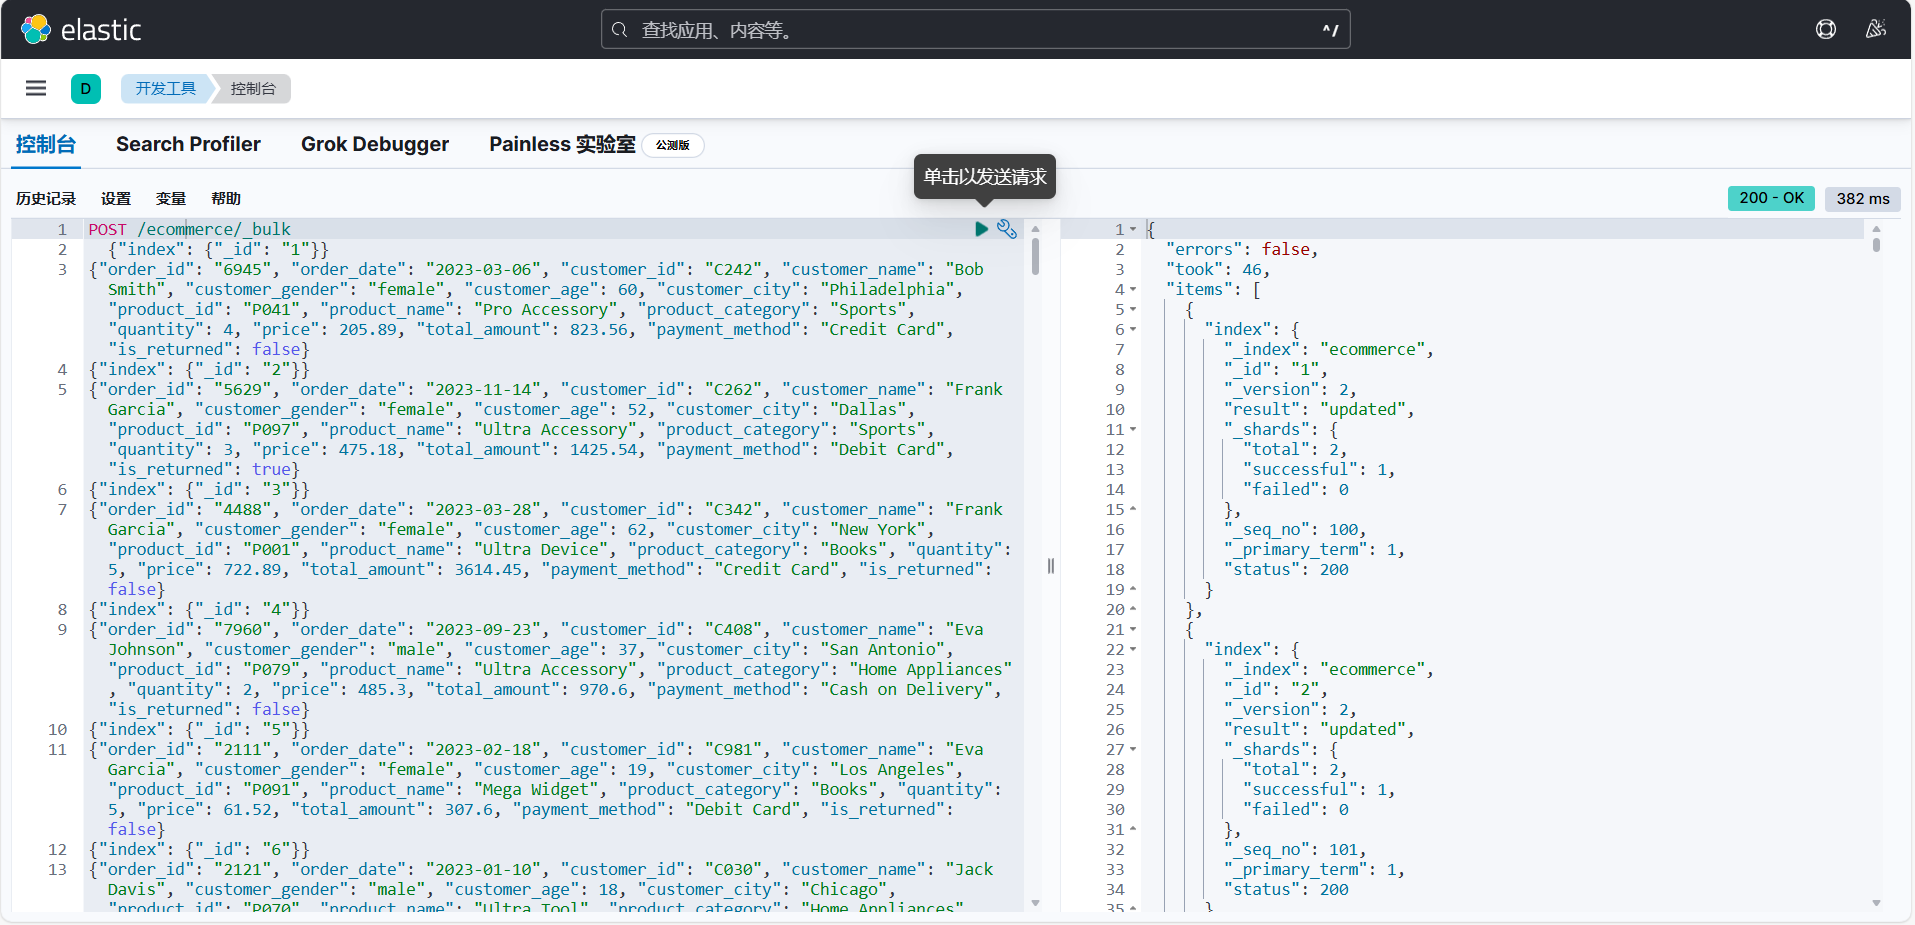 elastic
查找应用、内容等。
^/
D
开发工具
控制台
控制台
Search Profiler
Grok Debugger
Painless 实验室
公测版
单击以发送请求
历史记录
设置
变量
帮助
200 - OK
382 ms
1 POST /ecommerce/_bulk
2 {"index": {"_id": "1"}}
3 {"order_id": "6945", "order_date": "2023-03-06", "customer_id": "C242", "customer_name": "Bob
Smith", "customer_gender": "female", "customer_age": 60, "customer_city": "Philadelphia",
"product_id": "P041", "product_name": "Pro Accessory", "product_category": "Sports",
"quantity": 4, "price": 205.89, "total_amount": 823.56, "payment_method": "Credit Card",
"is_returned": false}
4 {"index": {"_id": "2"}}
5 {"order_id": "5629", "order_date": "2023-11-14", "customer_id": "C262", "customer_name": "Frank
Garcia", "customer_gender": "female", "customer_age": 52, "customer_city": "Dallas",
"product_id": "P097", "product_name": "Ultra Accessory", "product_category": "Sports",
"quantity": 3, "price": 475.18, "total_amount": 1425.54, "payment_method": "Debit Card",
"is_returned": true}
6 {"index": {"_id": "3"}}
7 {"order_id": "4488", "order_date": "2023-03-28", "customer_id": "C342", "customer_name": "Frank
Garcia", "customer_gender": "female", "customer_age": 62, "customer_city": "New York",
"product_id": "P001", "product_name": "Ultra Device", "product_category": "Books", "quantity":
5, "price": 722.89, "total_amount": 3614.45, "payment_method": "Credit Card", "is_returned":
false}
8 {"index": {"_id": "4"}}
9 {"order_id": "7960", "order_date": "2023-09-23", "customer_id": "C408", "customer_name": "Eva
Johnson", "customer_gender": "male", "customer_age": 37, "customer_city": "San Antonio",
"product_id": "P079", "product_name": "Ultra Accessory", "product_category": "Home Appliances"
, "quantity": 2, "price": 485.3, "total_amount": 970.6, "payment_method": "Cash on Delivery",
"is_returned": false}
10 {"index": {"_id": "5"}}
11 {"order_id": "2111", "order_date": "2023-02-18", "customer_id": "C981", "customer_name": "Eva
Garcia", "customer_gender": "female", "customer_age": 19, "customer_city": "Los Angeles",
"product_id": "P091", "product_name": "Mega Widget", "product_category": "Books", "quantity":
5, "price": 61.52, "total_amount": 307.6, "payment_method": "Debit Card", "is_returned":
false}
12 {"index": {"_id": "6"}}
13 {"order_id": "2121", "order_date": "2023-01-10", "customer_id": "C030", "customer_name": "Jack
Davis", "customer_gender": "male", "customer_age": 18, "customer_city": "Chicago",
"product_id": "P070", "product_name": "Ultra Tool", "product_category": "Home Appliances"
1 {
2 "errors": false,
3 "took": 46,
4 "items": [
5 {
6 "index": {
7 "_index": "ecommerce",
8 "_id": "1",
9 "_version": 2,
10 "result": "updated",
11 "_shards": {
12 "total": 2,
13 "successful": 1,
14 "failed": 0
15 },
16 "_seq_no": 100,
17 "_primary_term": 1,
18 "status": 200
19 }
20 },
21 {
22 "index": {
23 "_index": "ecommerce",
24 "_id": "2",
25 "_version": 2,
26 "result": "updated",
27 "_shards": {
28 "total": 2,
29 "successful": 1,
30 "failed": 0
31 },
32 "_seq_no": 101,
33 "_primary_term": 1,
34 "status": 200
35 }